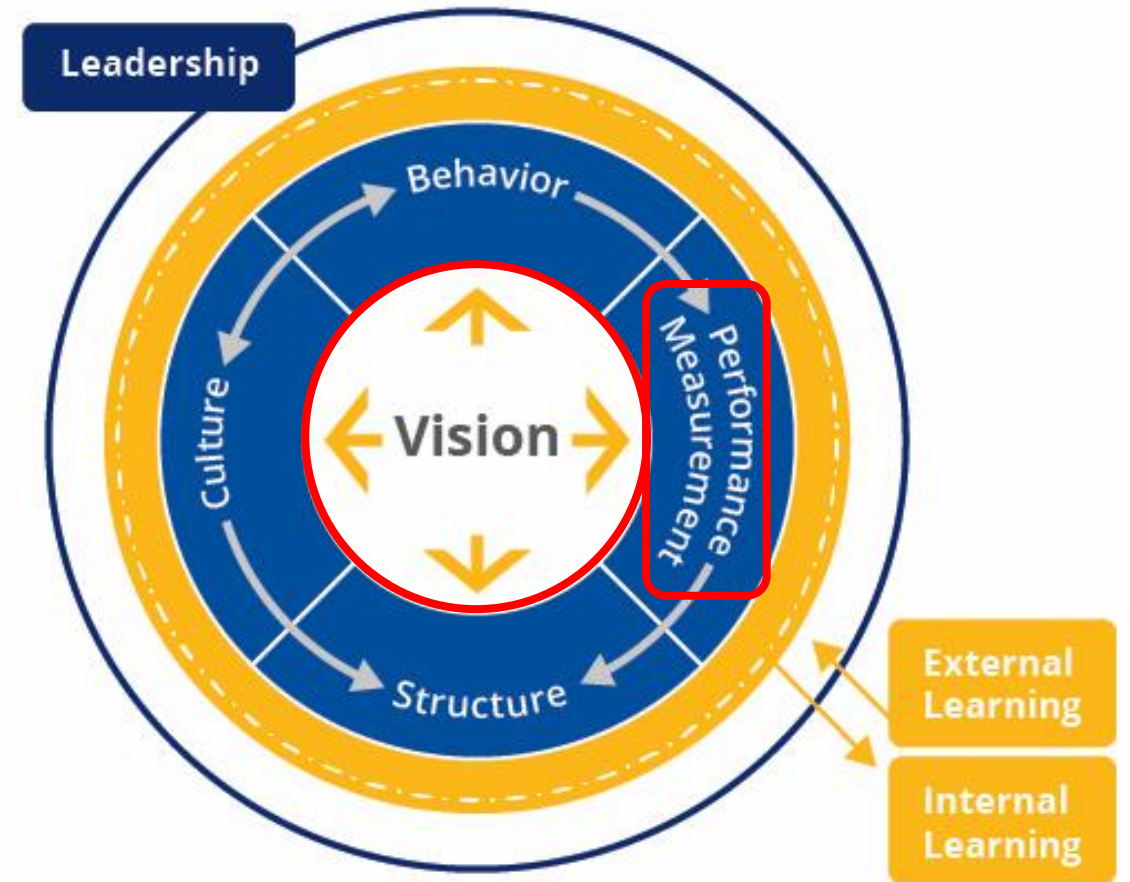 Leadership
Behavior
Performance
Measurement
Vision
Culture
Structure
External
Learning
Internal
Learning